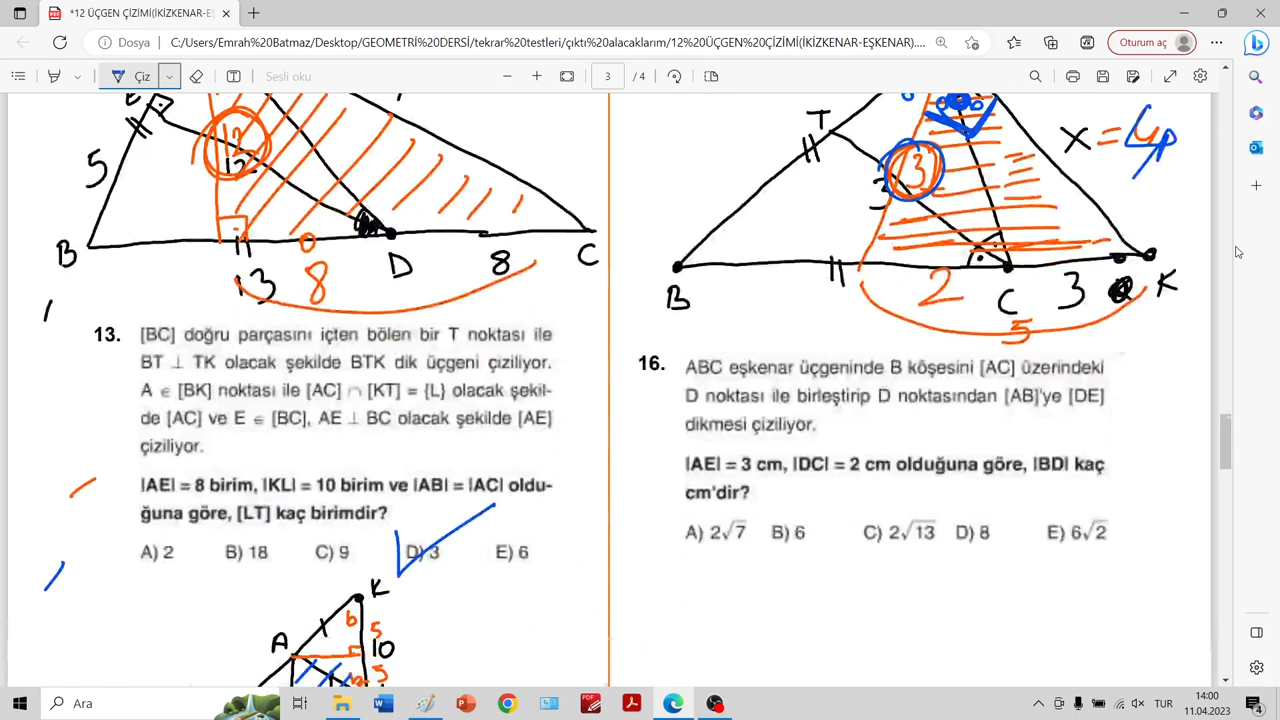 *12 ÜÇGEN ÇİZİMİ(İKİZKENAR-EŞ
Dosya
C:/Users/Emrah%20Batmaz/Desktop/GEOMETRİ%20DERSİ/tekrar%20testleri/çıktı%20alacaklarım/12%20ÜÇGEN%20ÇİZİMİ(İKİZKENAR-EŞKENAR)....
Oturum aç
Çiz
Sesli oku
3 / 4
E
5
12
12
B
13
8
D
8
C
T
3
3
x = 4
B
2
C
3
K
5
13. [BC] doğru parçasını içten bölen bir T noktası ile
BT ⊥ TK olacak şekilde BTK dik üçgeni çiziliyor.
A ∈ [BK] noktası ile [AC] ∩ [KT] = {L} olacak şekil-
de [AC] ve E ∈ [BC], AE ⊥ BC olacak şekilde [AE]
çiziliyor.
|AE| = 8 birim, |KL| = 10 birim ve |AB| = |AC| oldu-
ğuna göre, [LT] kaç birimdir?
A) 2 B) 18 C) 9 D) 3 E) 6
K
6
5
A
10
5
16. ABC eşkenar üçgeninde B köşesini [AC] üzerindeki
D noktası ile birleştirip D noktasından [AB]'ye [DE]
dikmesi çiziliyor.
|AE| = 3 cm, |DC| = 2 cm olduğuna göre, |BD| kaç
cm'dir?
A) 2√7 B) 6 C) 2√13 D) 8 E) 6√2
Ara
TUR
14:00
11.04.2023